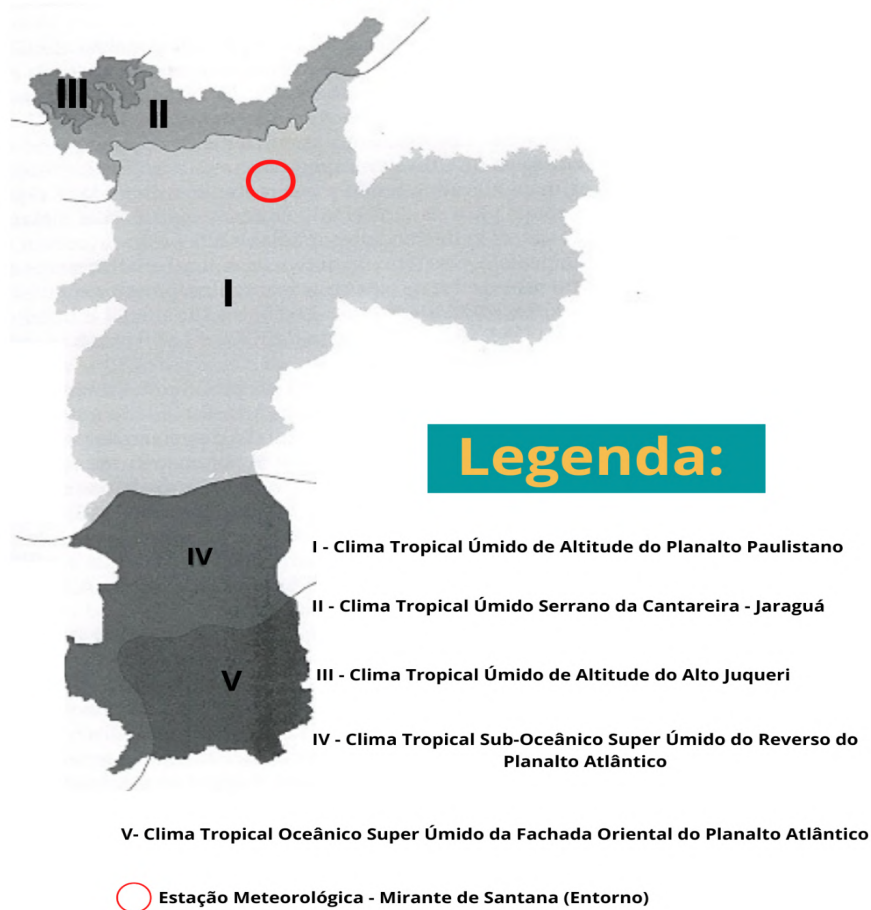 III
II
I
Legenda:
IV
I - Clima Tropical Úmido de Altitude do Planalto Paulistano
II - Clima Tropical Úmido Serrano da Cantareira - Jaraguá
V
III - Clima Tropical Úmido de Altitude do Alto Juqueri
IV - Clima Tropical Sub-Oceânico Super Úmido do Reverso do
Planalto Atlântico
V- Clima Tropical Oceânico Super Úmido da Fachada Oriental do Planalto Atlântico
Estação Meteorológica - Mirante de Santana (Entorno)